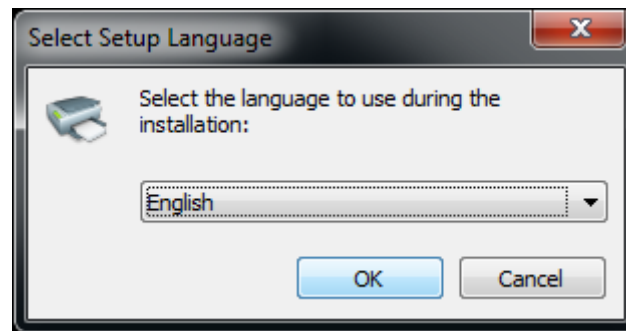 Select Setup Language
Select the language to use during the
installation:
English
OK
Cancel